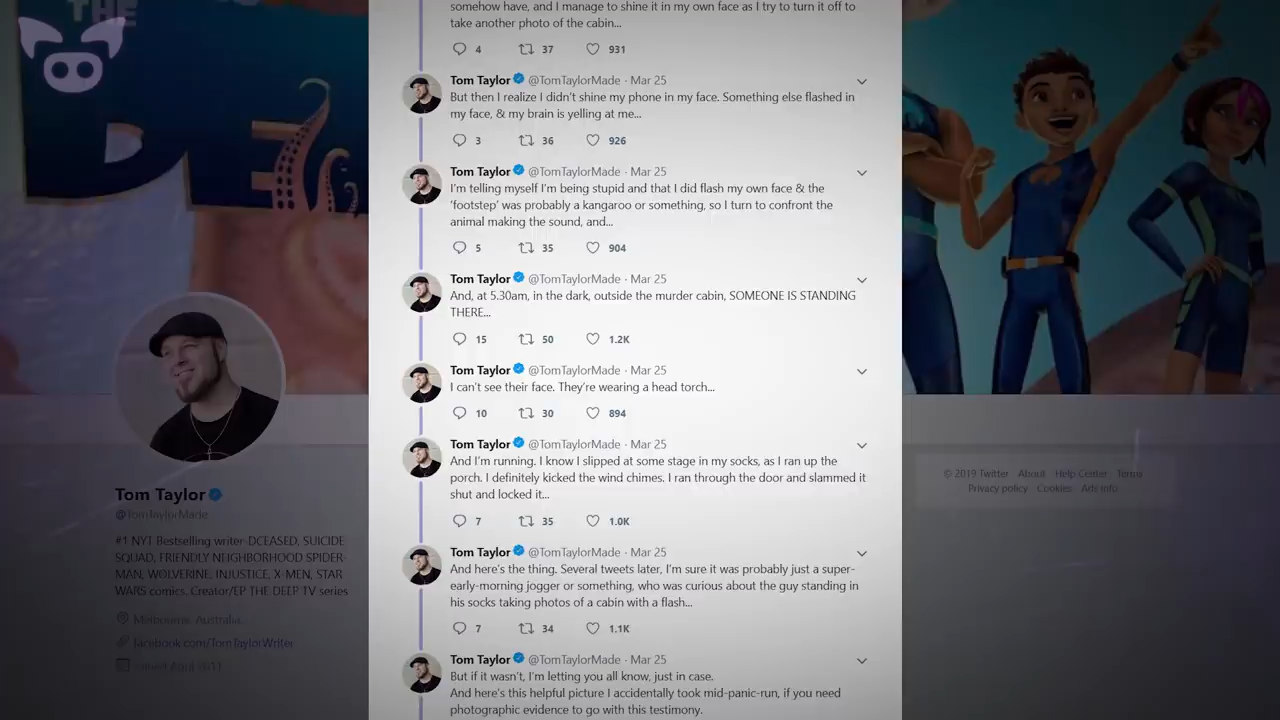 THE
DE
Tom Taylor
@TomTaylorMade
#1 NYT Bestselling writer-DCEASED, SUICIDE
SQUAD, FRIENDLY NEIGHBORHOOD SPIDER-
MAN, WOLVERINE, INJUSTICE, X-MEN, STAR
WARS comics. Creator/EP THE DEEP TV series
Melbourne, Australia.
facebook.com/TomTaylorWriter
Joined April 2011
somehow have, and I manage to shine it in my own face as I try to turn it off to
take another photo of the cabin...
4 37 931
Tom Taylor @TomTaylorMade · Mar 25
But then I realize I didn't shine my phone in my face. Something else flashed in
my face, & my brain is yelling at me...
3 36 926
Tom Taylor @TomTaylorMade · Mar 25
I'm telling myself I'm being stupid and that I did flash my own face & the
'footstep' was probably a kangaroo or something, so I turn to confront the
animal making the sound, and...
5 35 904
Tom Taylor @TomTaylorMade · Mar 25
And, at 5.30am, in the dark, outside the murder cabin, SOMEONE IS STANDING
THERE...
15 50 1.2K
Tom Taylor @TomTaylorMade · Mar 25
I can't see their face. They're wearing a head torch...
10 30 894
Tom Taylor @TomTaylorMade · Mar 25
And I'm running. I know I slipped at some stage in my socks, as I ran up the
porch. I definitely kicked the wind chimes. I ran through the door and slammed it
shut and locked it...
7 35 1.0K
Tom Taylor @TomTaylorMade · Mar 25
And here's the thing. Several tweets later, I'm sure it was probably just a super-
early-morning jogger or something, who was curious about the guy standing in
his socks taking photos of a cabin with a flash...
7 34 1.1K
Tom Taylor @TomTaylorMade · Mar 25
But if it wasn't, I'm letting you all know, just in case.
And here's this helpful picture I accidentally took mid-panic-run, if you need
photographic evidence to go with this testimony.
© 2019 Twitter About Help Center Terms
Privacy policy Cookies Ads info